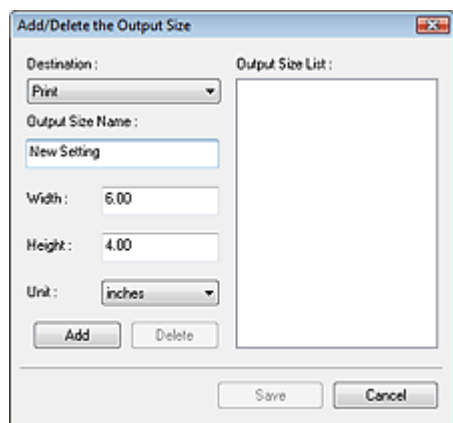 Add/Delete the Output Size
Destination :
Print
Output Size Name :
New Setting
Width :
6.00
Height :
4.00
Unit :
inches
Add
Delete
Output Size List :
Save
Cancel